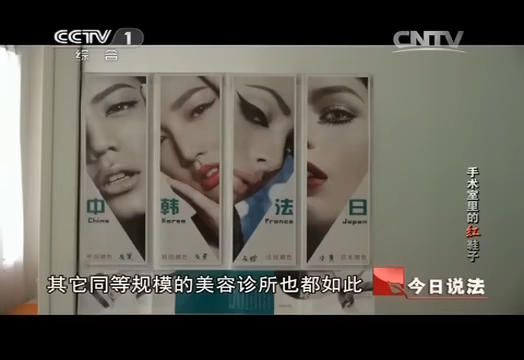 CCTV 1
综合
CNTV
中 韩 法 日
China Korea France Japan
手术室里的红鞋子
其它同等规模的美容诊所也都如此
今日说法